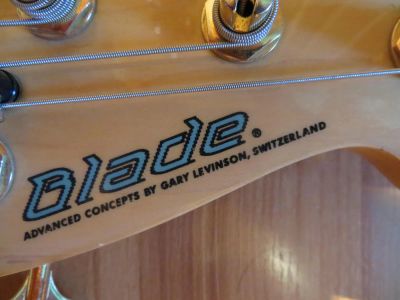 Blade®
ADVANCED CONCEPTS BY GARY LEVINSON, SWITZERLAND